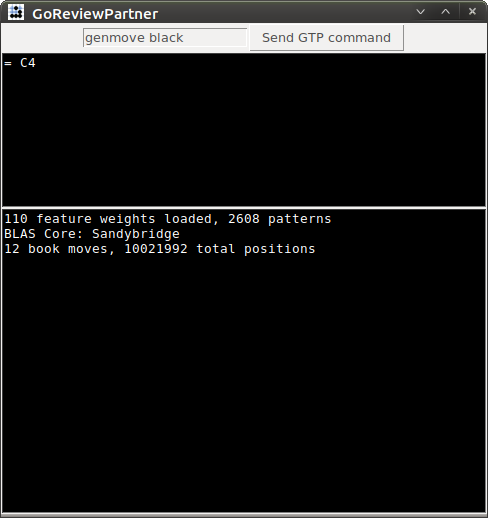 GoReviewPartner
genmove black Send GTP command
= C4
110 feature weights loaded, 2608 patterns
BLAS Core: Sandybridge
12 book moves, 10021992 total positions